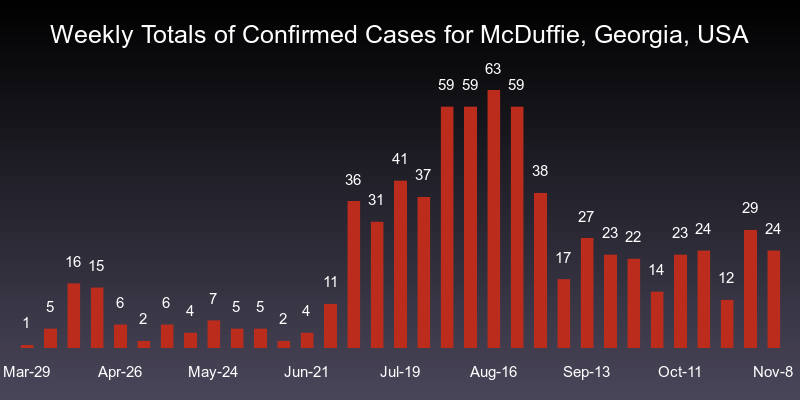 Weekly Totals of Confirmed Cases for McDuffie, Georgia, USA
1 5 16 15 6 2 6 4 7 5 5 2 4 11 36 31 41 37 59 59 63 59 38 17 27 23 22 14 23 24 12 29 24
Mar-29 Apr-26 May-24 Jun-21 Jul-19 Aug-16 Sep-13 Oct-11 Nov-8